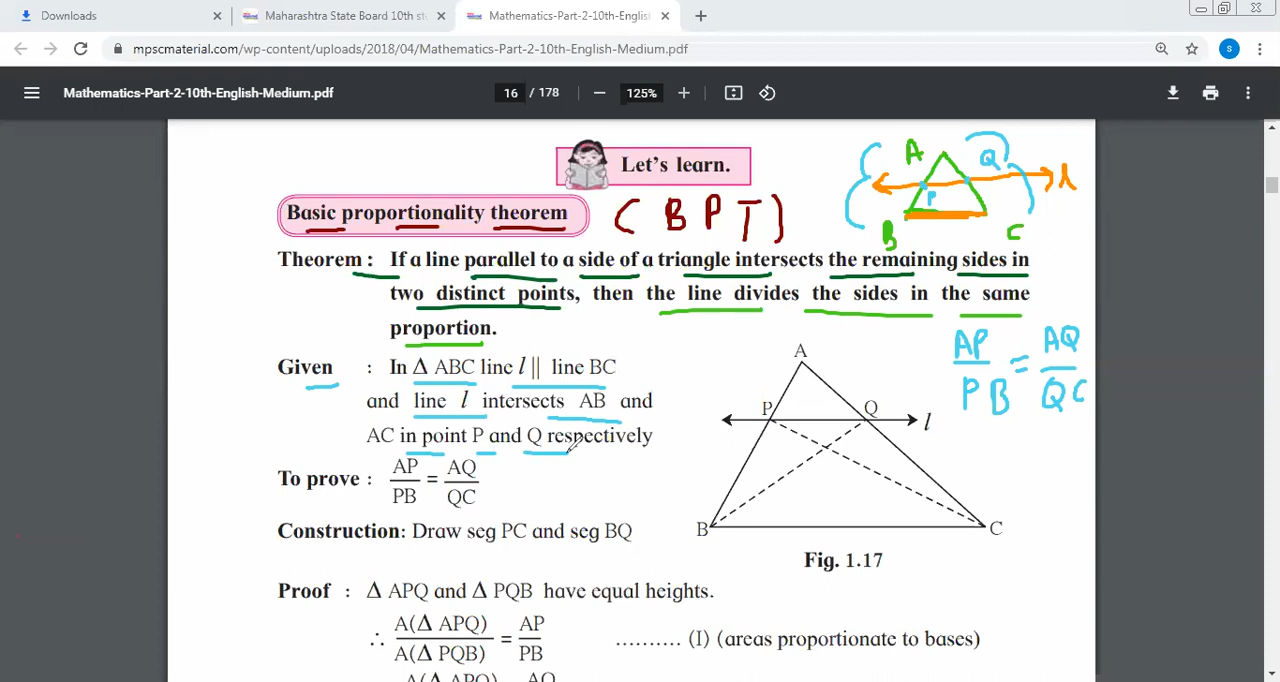 Downloads
Maharashtra State Board 10th st
Mathematics-Part-2-10th-English
mpscmaterial.com/wp-content/uploads/2018/04/Mathematics-Part-2-10th-English-Medium.pdf
S
Mathematics-Part-2-10th-English-Medium.pdf
16 / 178
125%
Let's learn.
A Q l
P
B C
Basic proportionality theorem (BPT)
Theorem : If a line parallel to a side of a triangle intersects the remaining sides in
two distinct points, then the line divides the sides in the same
proportion.
AP/PB = AQ/QC
Given : In Δ ABC line l || line BC
and line l intersects AB and
AC in point P and Q respectively
To prove : AP/PB = AQ/QC
Construction: Draw seg PC and seg BQ
A
P Q l
B C
Fig. 1.17
Proof : Δ APQ and Δ PQB have equal heights.
∴ A(Δ APQ)/A(Δ PQB) = AP/PB .......... (I) (areas proportionate to bases)